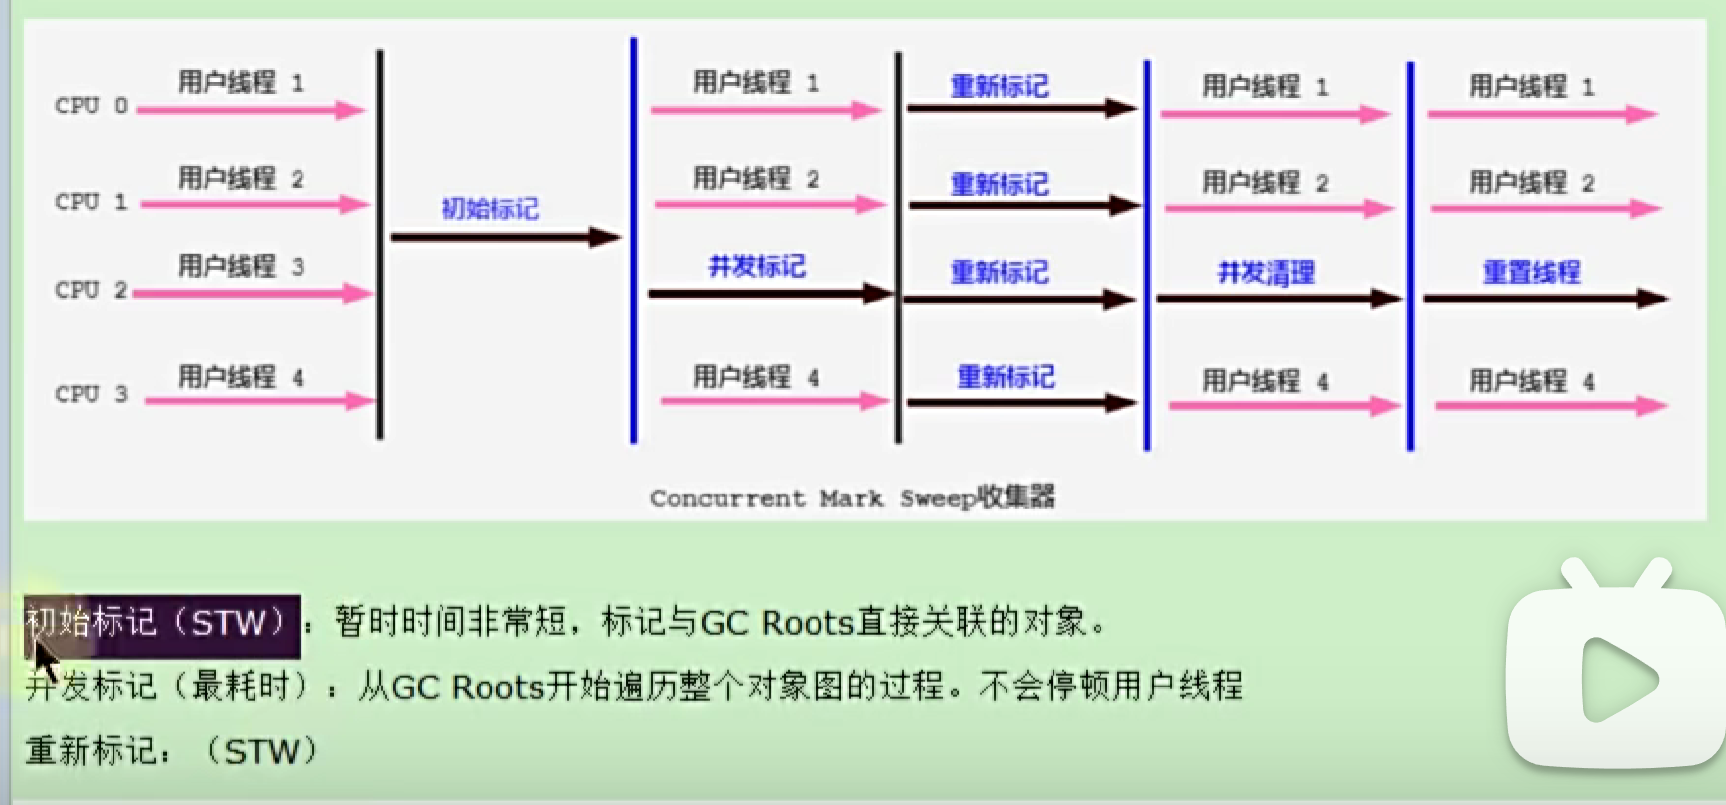 用户线程 1 用户线程 1 重新标记 用户线程 1 用户线程 1
CPU 0
用户线程 2 用户线程 2 重新标记 用户线程 2 用户线程 2
CPU 1
初始标记
用户线程 3 并发标记 重新标记 并发清理 重置线程
CPU 2
用户线程 4 用户线程 4 重新标记 用户线程 4 用户线程 4
CPU 3
Concurrent Mark Sweep收集器
初始标记（STW）：暂时时间非常短，标记与GC Roots直接关联的对象。
并发标记（最耗时）：从GC Roots开始遍历整个对象图的过程。不会停顿用户线程
重新标记：（STW）